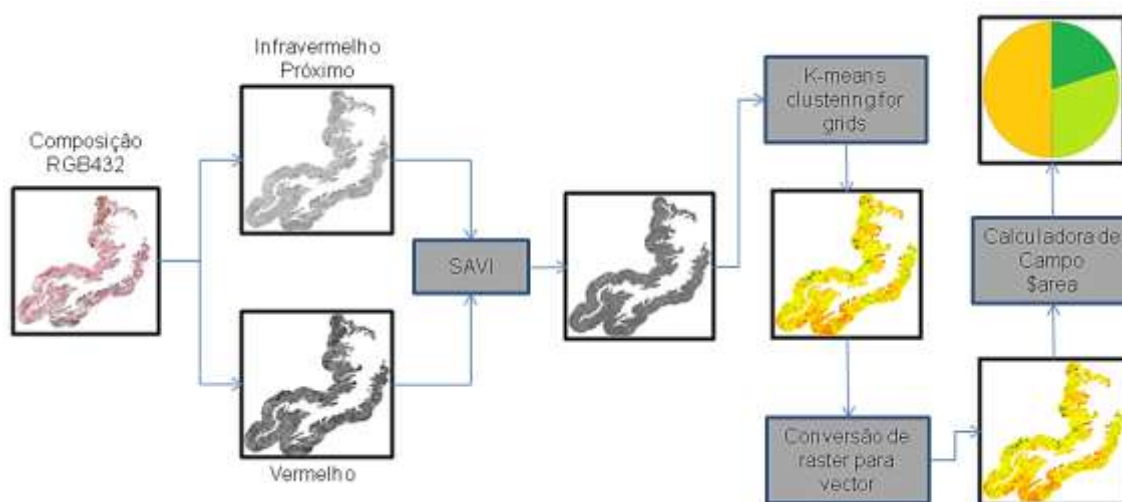 Composição
RGB432
Infravermelho
Próximo
Vermelho
SAVI
K-means
clustering for
grids
Conversão de
raster para
vector
Calculadora de
Campo
$area